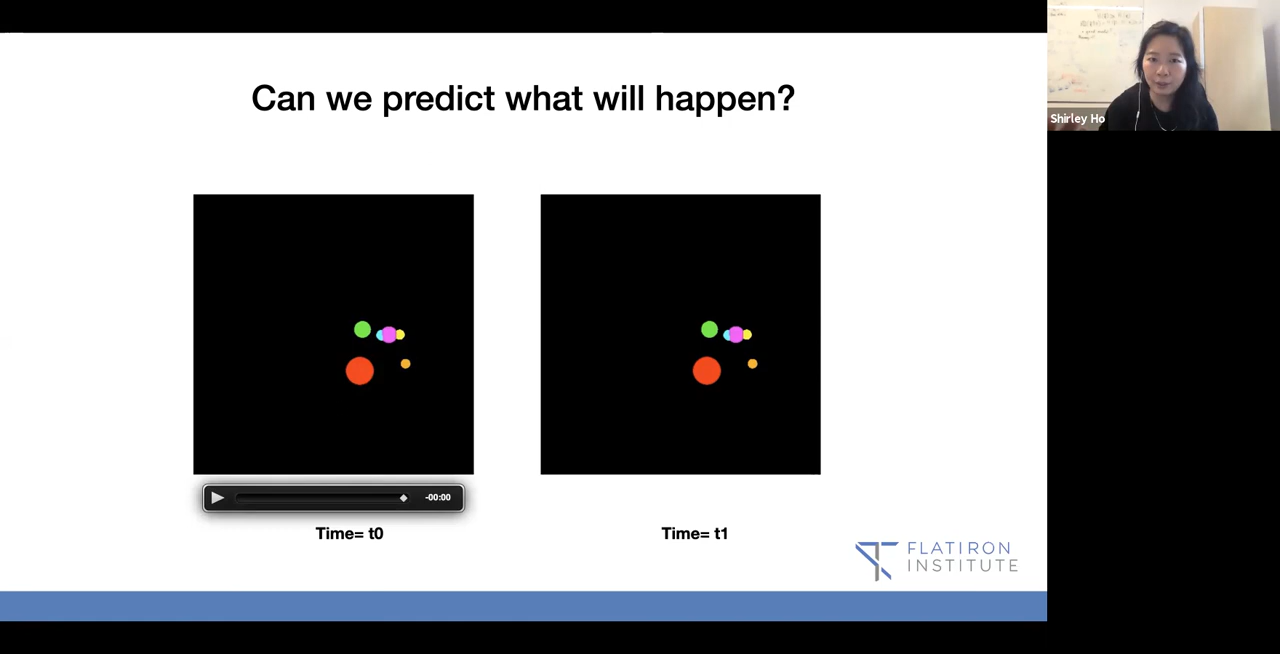 Can we predict what will happen?
Shirley Ho
-00:00
Time= t0
Time= t1
FLATIRON
INSTITUTE